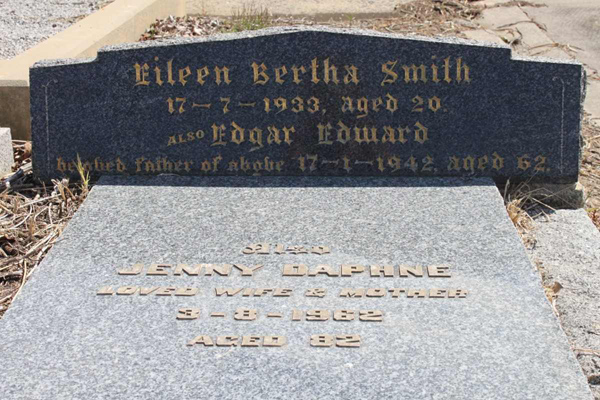 Eileen Bertha Smith
17-7-1933, aged 20.
ALSO Edgar Edward
beloved father of above 17-1-1942, aged 62.
Also
JENNY DAPHNE
LOVED WIFE & MOTHER
3-8-1962
AGED 82